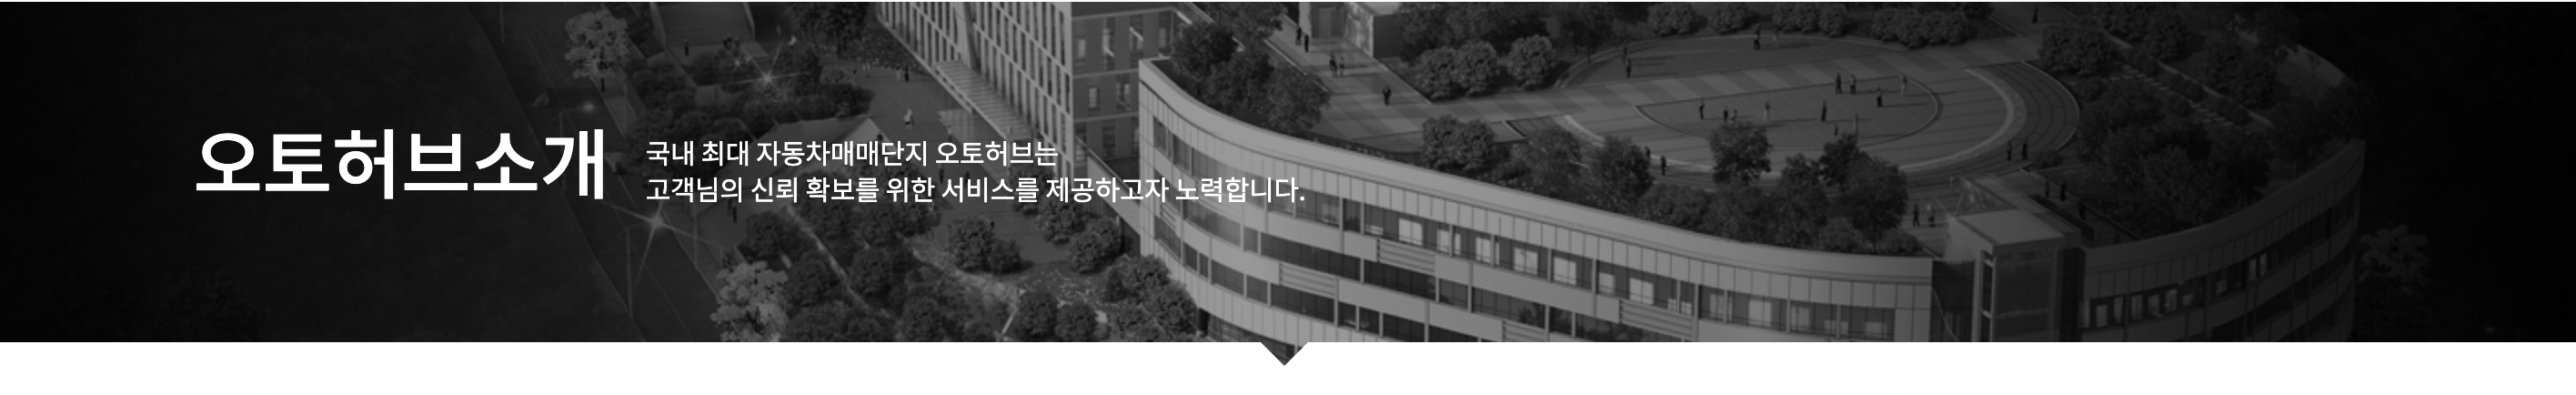 오토허브소개
국내 최대 자동차매매단지 오토허브는
고객님의 신뢰 확보를 위한 서비스를 제공하고자 노력합니다.